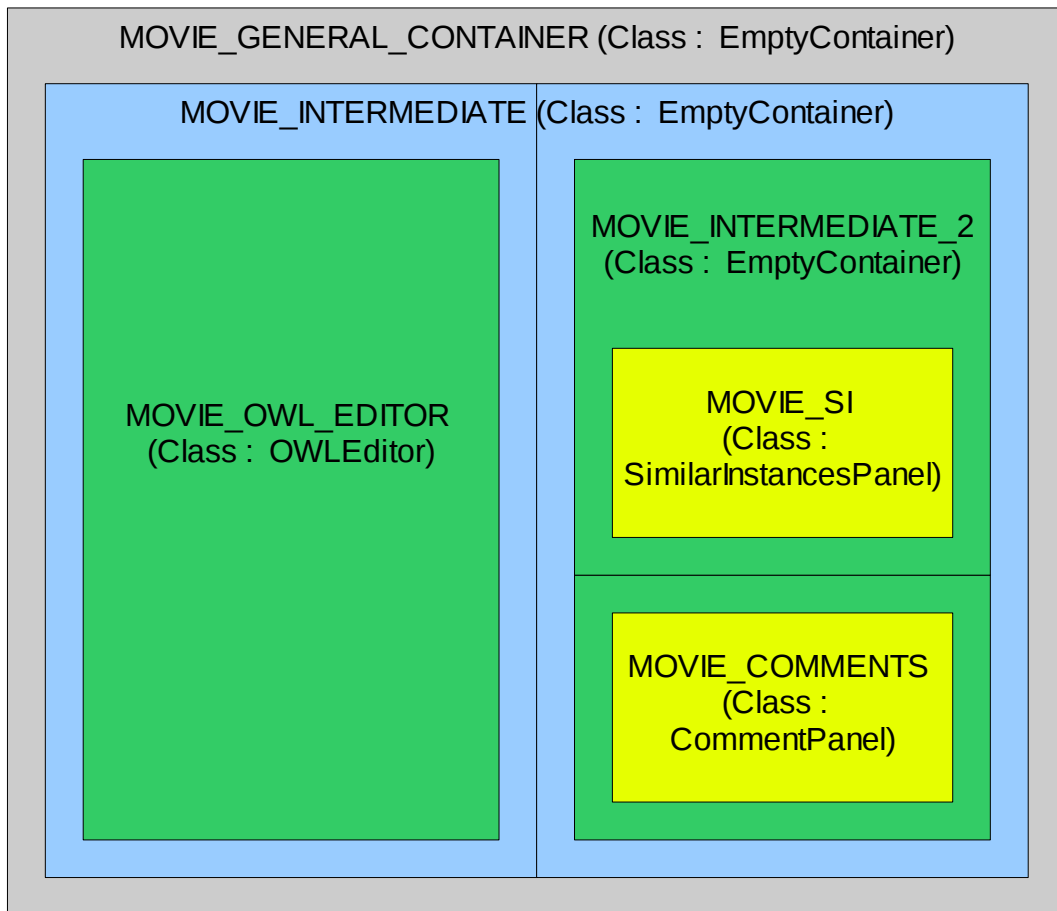 MOVIE_GENERAL_CONTAINER (Class : EmptyContainer)
MOVIE_INTERMEDIATE (Class : EmptyContainer)
MOVIE_OWL_EDITOR
(Class : OWLEditor)
MOVIE_INTERMEDIATE_2
(Class : EmptyContainer)
MOVIE_SI
(Class :
SimilarInstancesPanel)
MOVIE_COMMENTS
(Class :
CommentPanel)